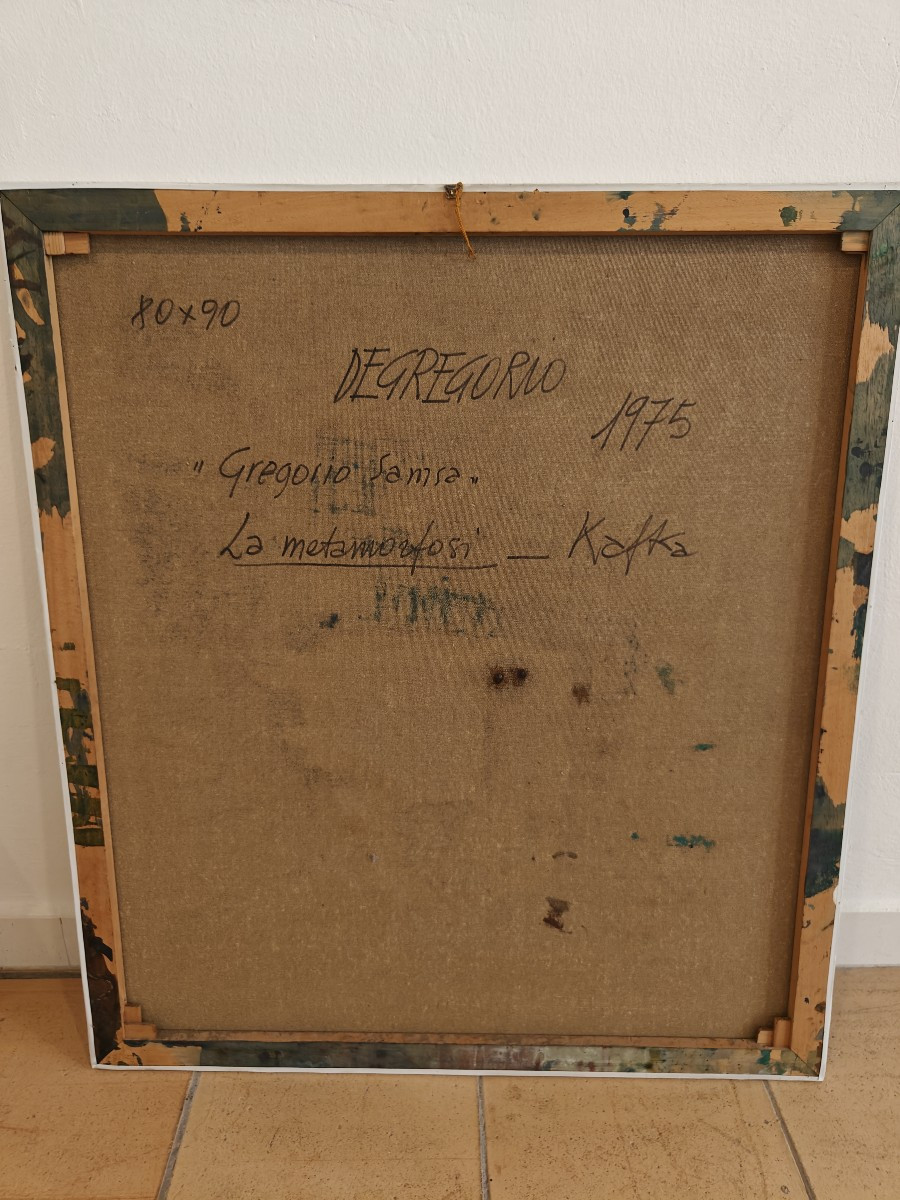 80x90
DEGREGORIO
1975
"Gregorio Samsa"
La metamorfosi — Kafka